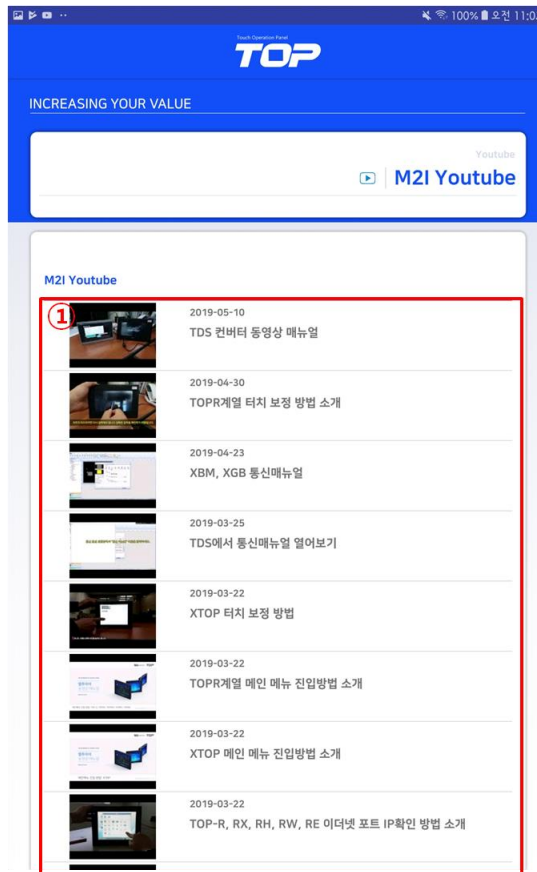 100% 오전 11:0
Touch Operation Panel
TOP
INCREASING YOUR VALUE
Youtube
M2I Youtube
M2I Youtube
①
2019-05-10
TDS 컨버터 동영상 매뉴얼
2019-04-30
TOPR계열 터치 보정 방법 소개
2019-04-23
XBM, XGB 통신매뉴얼
2019-03-25
TDS에서 통신매뉴얼 열어보기
2019-03-22
XTOP 터치 보정 방법
2019-03-22
TOPR계열 메인 메뉴 진입방법 소개
2019-03-22
XTOP 메인 메뉴 진입방법 소개
2019-03-22
TOP-R, RX, RH, RW, RE 이더넷 포트 IP확인 방법 소개